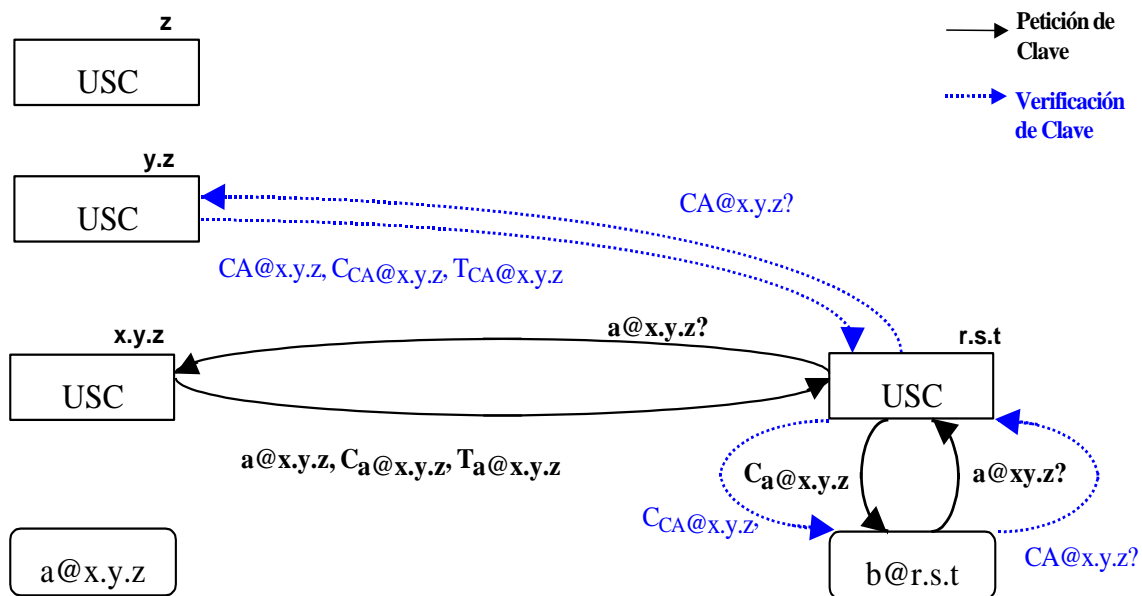 z
USC
Petición de
Clave
Verificación
de Clave
y.z
USC
CA@x.y.z?
CA@x.y.z, CCA@x.y.z, TCA@x.y.z
x.y.z
USC
a@x.y.z?
r.s.t
USC
a@x.y.z, Ca@x.y.z, Ta@x.y.z
Ca@x.y.z
a@xy.z?
CCA@x.y.z,
CA@x.y.z?
a@x.y.z
b@r.s.t